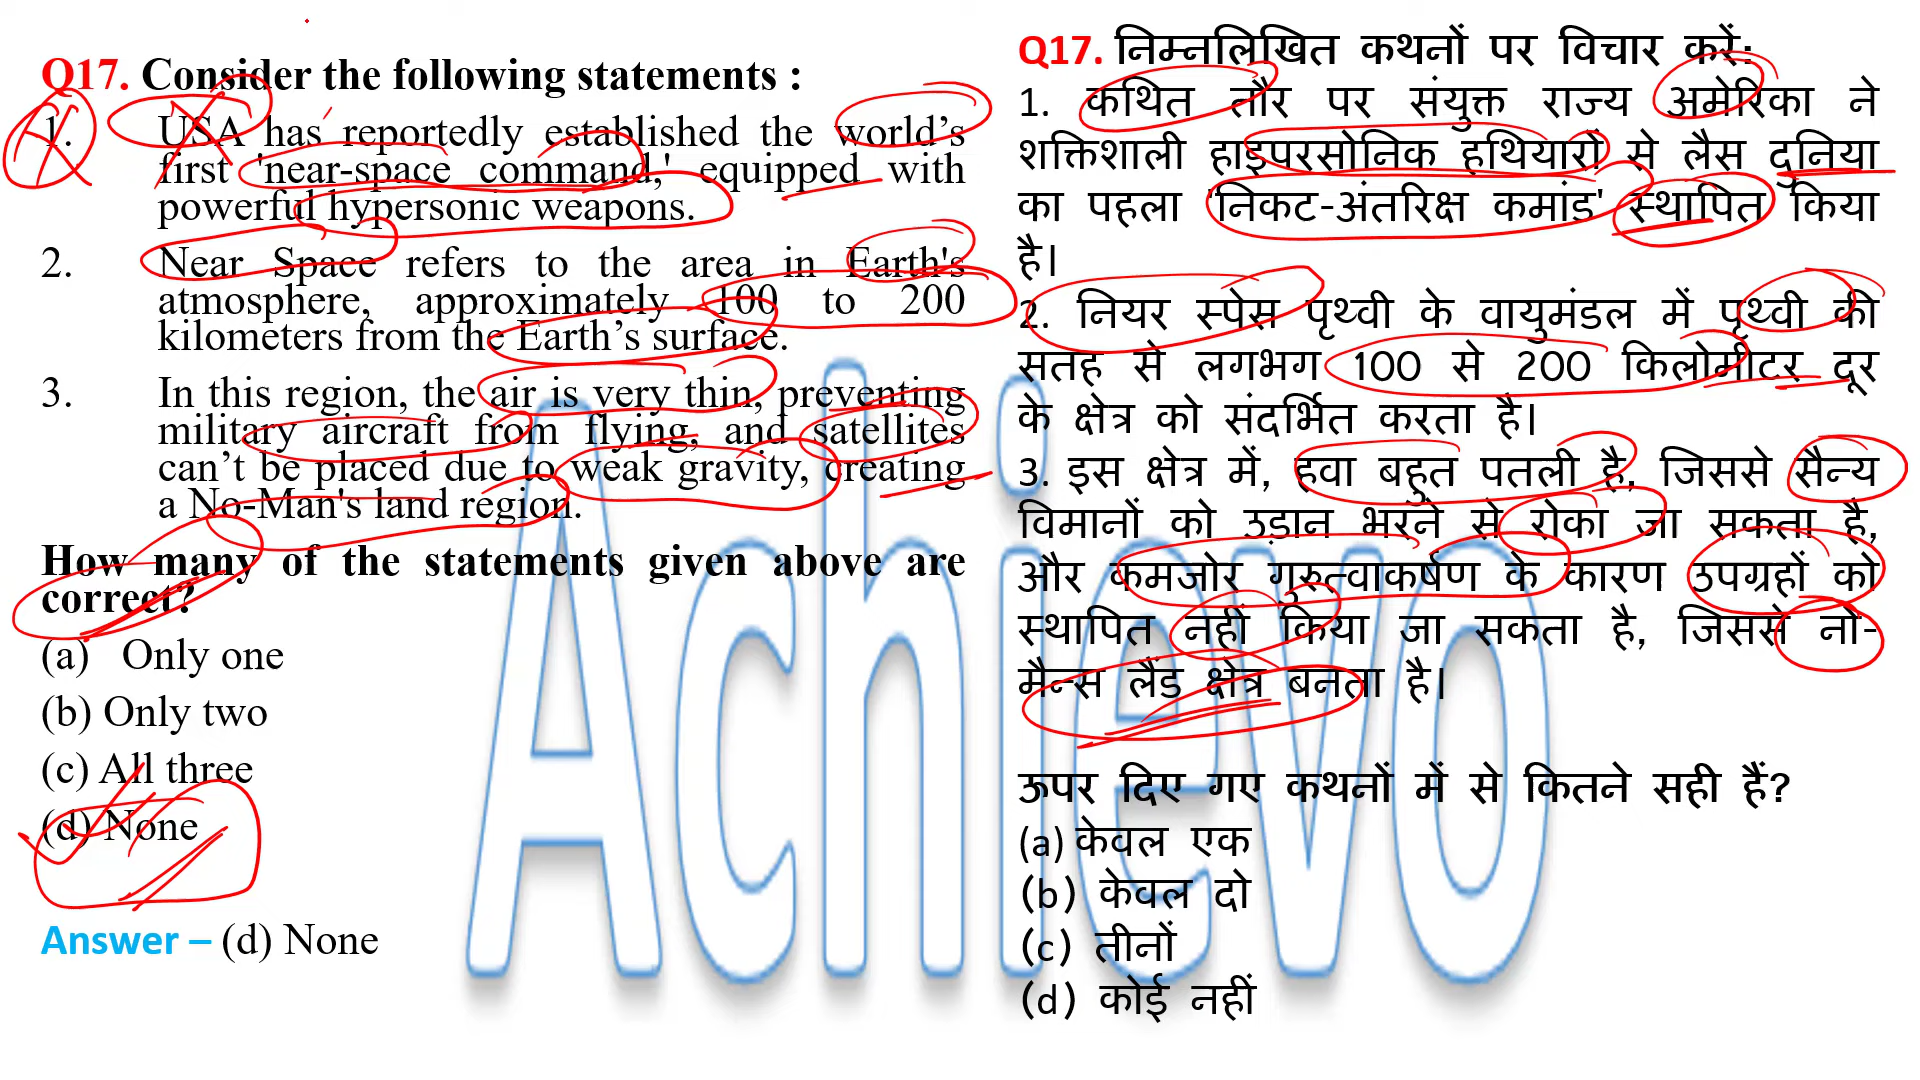 Q17. Consider the following statements :
1. USA has reportedly established the world's
first 'near-space command,' equipped with
powerful hypersonic weapons.
2. Near Space refers to the area in Earth's
atmosphere, approximately 100 to 200
kilometers from the Earth's surface.
3. In this region, the air is very thin, preventing
military aircraft from flying, and satellites
can't be placed due to weak gravity, creating
a No-Man's land region.
How many of the statements given above are
correct?
(a) Only one
(b) Only two
(c) All three
(d) None
Answer – (d) None
Q17. निम्नलिखित कथनों पर विचार करें:
1. कथित तौर पर संयुक्त राज्य अमेरिका ने
शक्तिशाली हाइपरसोनिक हथियारों से लैस दुनिया
का पहला 'निकट-अंतरिक्ष कमांड' स्थापित किया
है।
2. नियर स्पेस पृथ्वी के वायुमंडल में पृथ्वी की
सतह से लगभग 100 से 200 किलोमीटर दूर
के क्षेत्र को संदर्भित करता है।
3. इस क्षेत्र में, हवा बहुत पतली है, जिससे सैन्य
विमानों को उड़ान भरने से रोका जा सकता है,
और कमजोर गुरुत्वाकर्षण के कारण उपग्रहों को
स्थापित नहीं किया जा सकता है, जिससे नो-
मैन्स लैंड क्षेत्र बनता है।
ऊपर दिए गए कथनों में से कितने सही हैं?
(a) केवल एक
(b) केवल दो
(c) तीनों
(d) कोई नहीं
Achievo